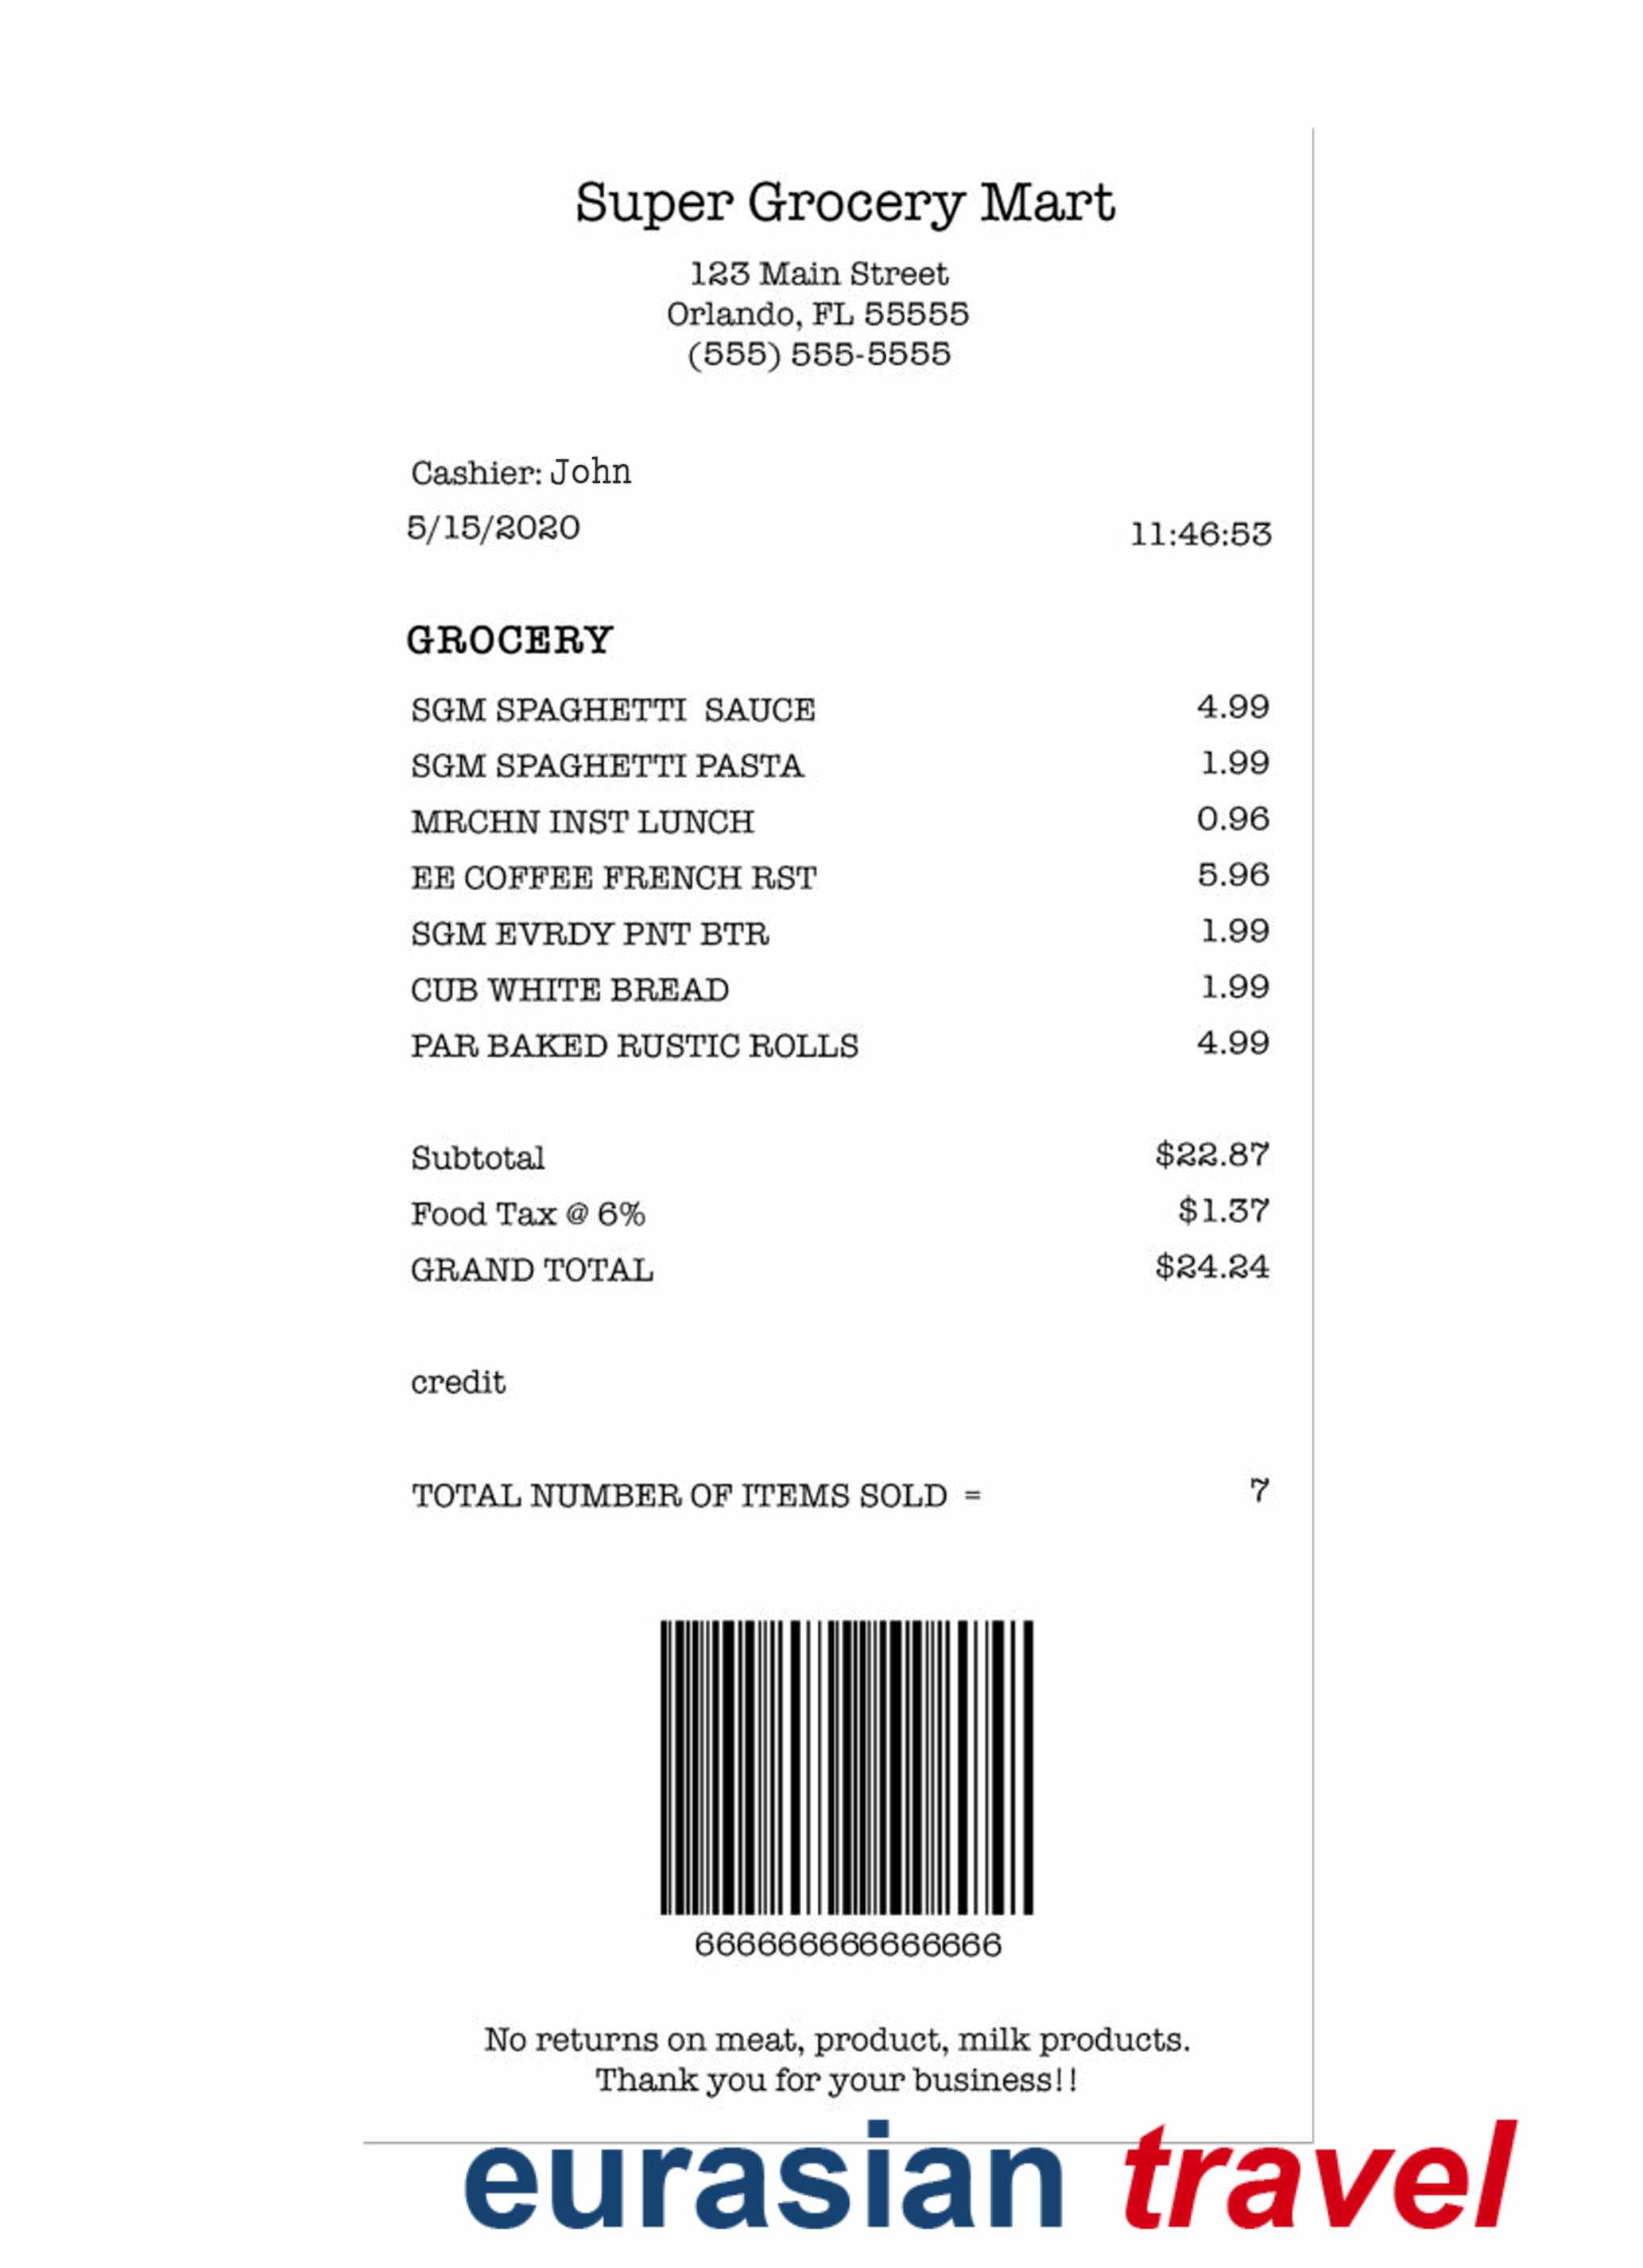 Super Grocery Mart
123 Main Street
Orlando, FL 55555
(555) 555-5555
Cashier: John
5/15/2020 11:46:53
GROCERY
SGM SPAGHETTI SAUCE 4.99
SGM SPAGHETTI PASTA 1.99
MRCHN INST LUNCH 0.96
EE COFFEE FRENCH RST 5.96
SGM EVRDY PNT BTR 1.99
CUB WHITE BREAD 1.99
PAR BAKED RUSTIC ROLLS 4.99
Subtotal $22.87
Food Tax @ 6% $1.37
GRAND TOTAL $24.24
credit
TOTAL NUMBER OF ITEMS SOLD = 7
666666666666666
No returns on meat, product, milk products.
Thank you for your business!!
eurasian travel